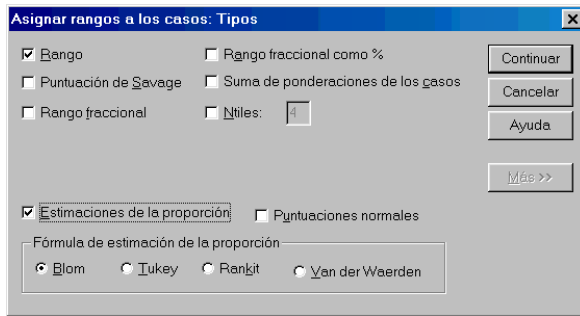 Asignar rangos a los casos: Tipos
Rango
Rango fraccional como %
Continuar
Puntuación de Savage
Suma de ponderaciones de los casos
Cancelar
Rango fraccional
Ntiles: 4
Ayuda
Más >>
Estimaciones de la proporción
Puntuaciones normales
Fórmula de estimación de la proporción
Blom
Tukey
Rankit
Van der Waerden